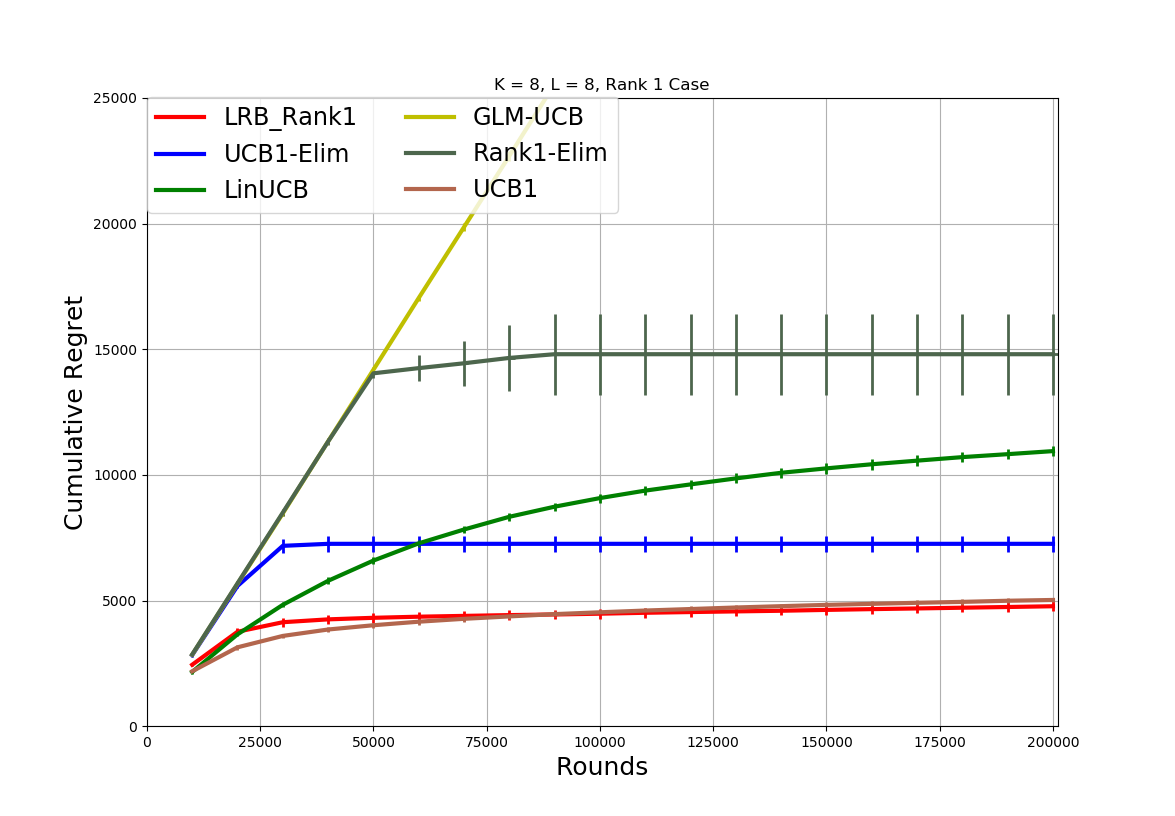 K = 8, L = 8, Rank 1 Case
LRB_Rank1
UCB1-Elim
LinUCB
GLM-UCB
Rank1-Elim
UCB1
Cumulative Regret
25000
20000
15000
10000
5000
0
0 25000 50000 75000 100000 125000 150000 175000 200000
Rounds